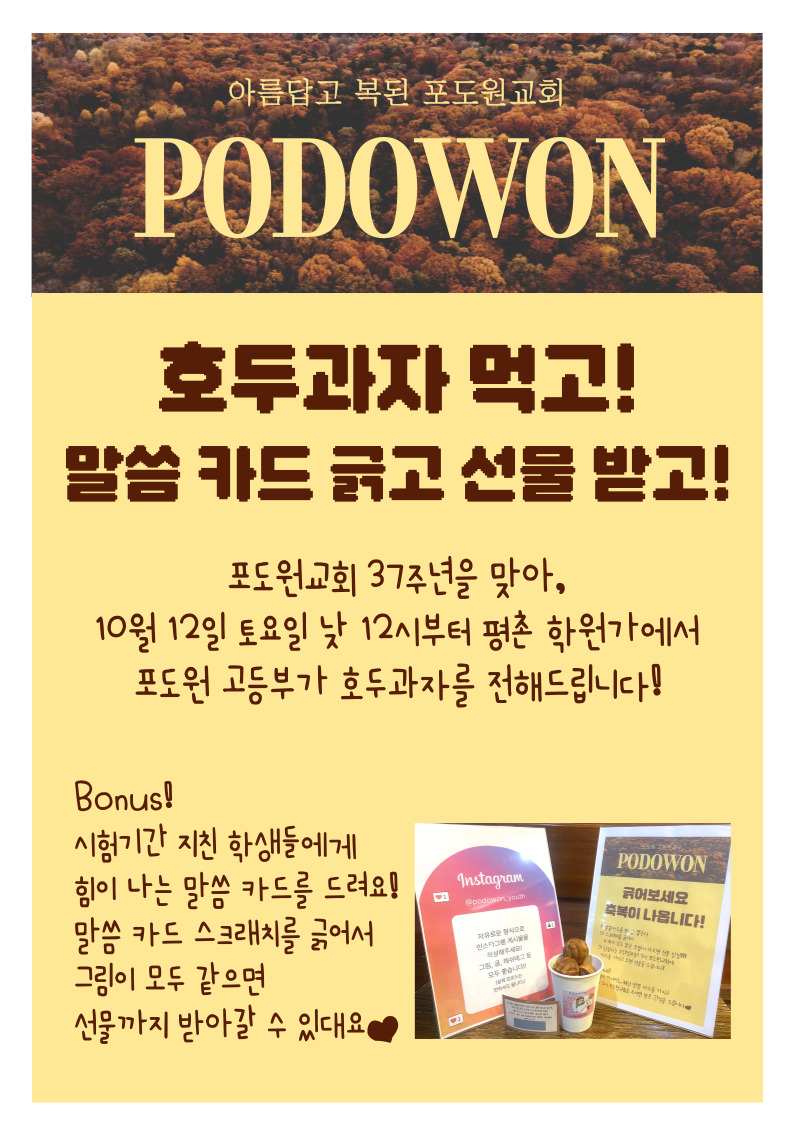 아름답고 복된 포도원교회
PODOWON
호두과자 먹고!
말씀 카드 긁고 선물 받고!
포도원교회 37주년을 맞아,
10월 12일 토요일 낮 12시부터 평촌 학원가에서
포도원 고등부가 호두과자를 전해드립니다!
Bonus!
시험기간 지친 학생들에게
힘이 나는 말씀 카드를 드려요!
말씀 카드 스크래치를 긁어서
그림이 모두 같으면
선물까지 받아갈 수 있대요
Instagram
@podowon_youth
자유로운 형식으로
인스타그램 게시물을
작성해주세요!
그림, 글, 해쉬태그 등
모두 좋습니다!
PODOWON
긁어보세요
축복이 나옵니다!